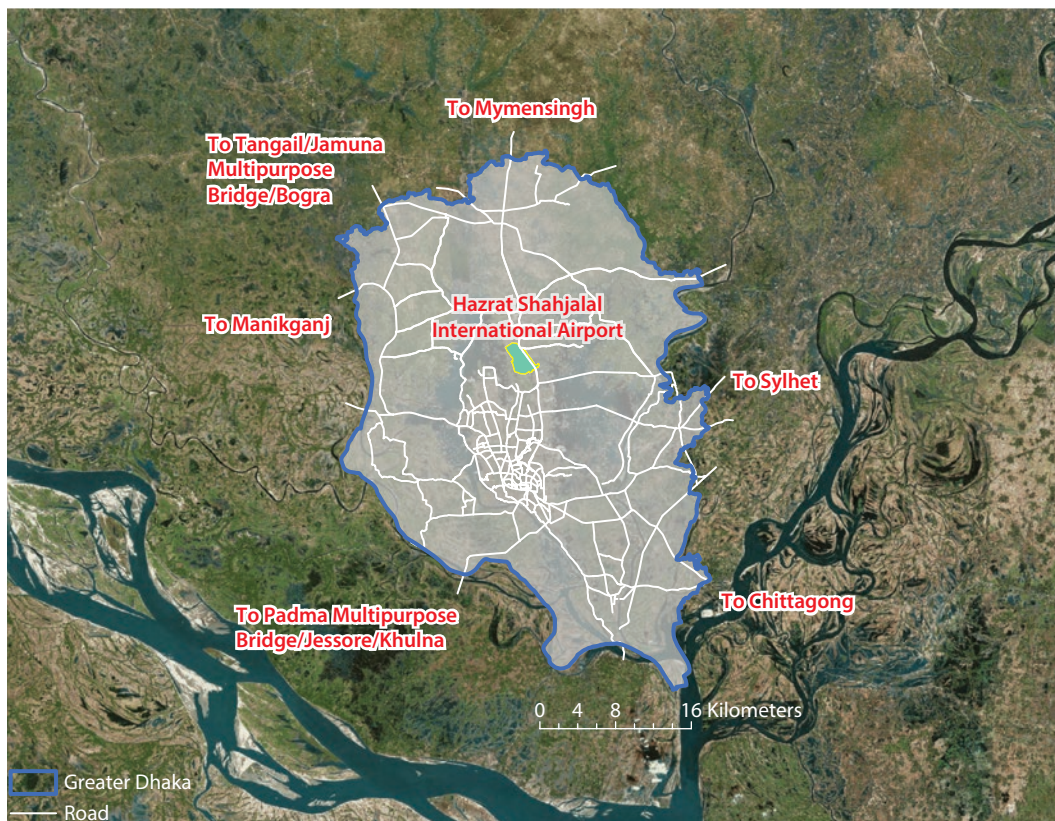 To Mymensingh
To Tangail/Jamuna
Multipurpose
Bridge/Bogra
Hazrat Shahjalal
International Airport
To Manikganj
To Sylhet
To Chittagong
To Padma Multipurpose
Bridge/Jessore/Khulna
0 4 8 16 Kilometers
Greater Dhaka
Road